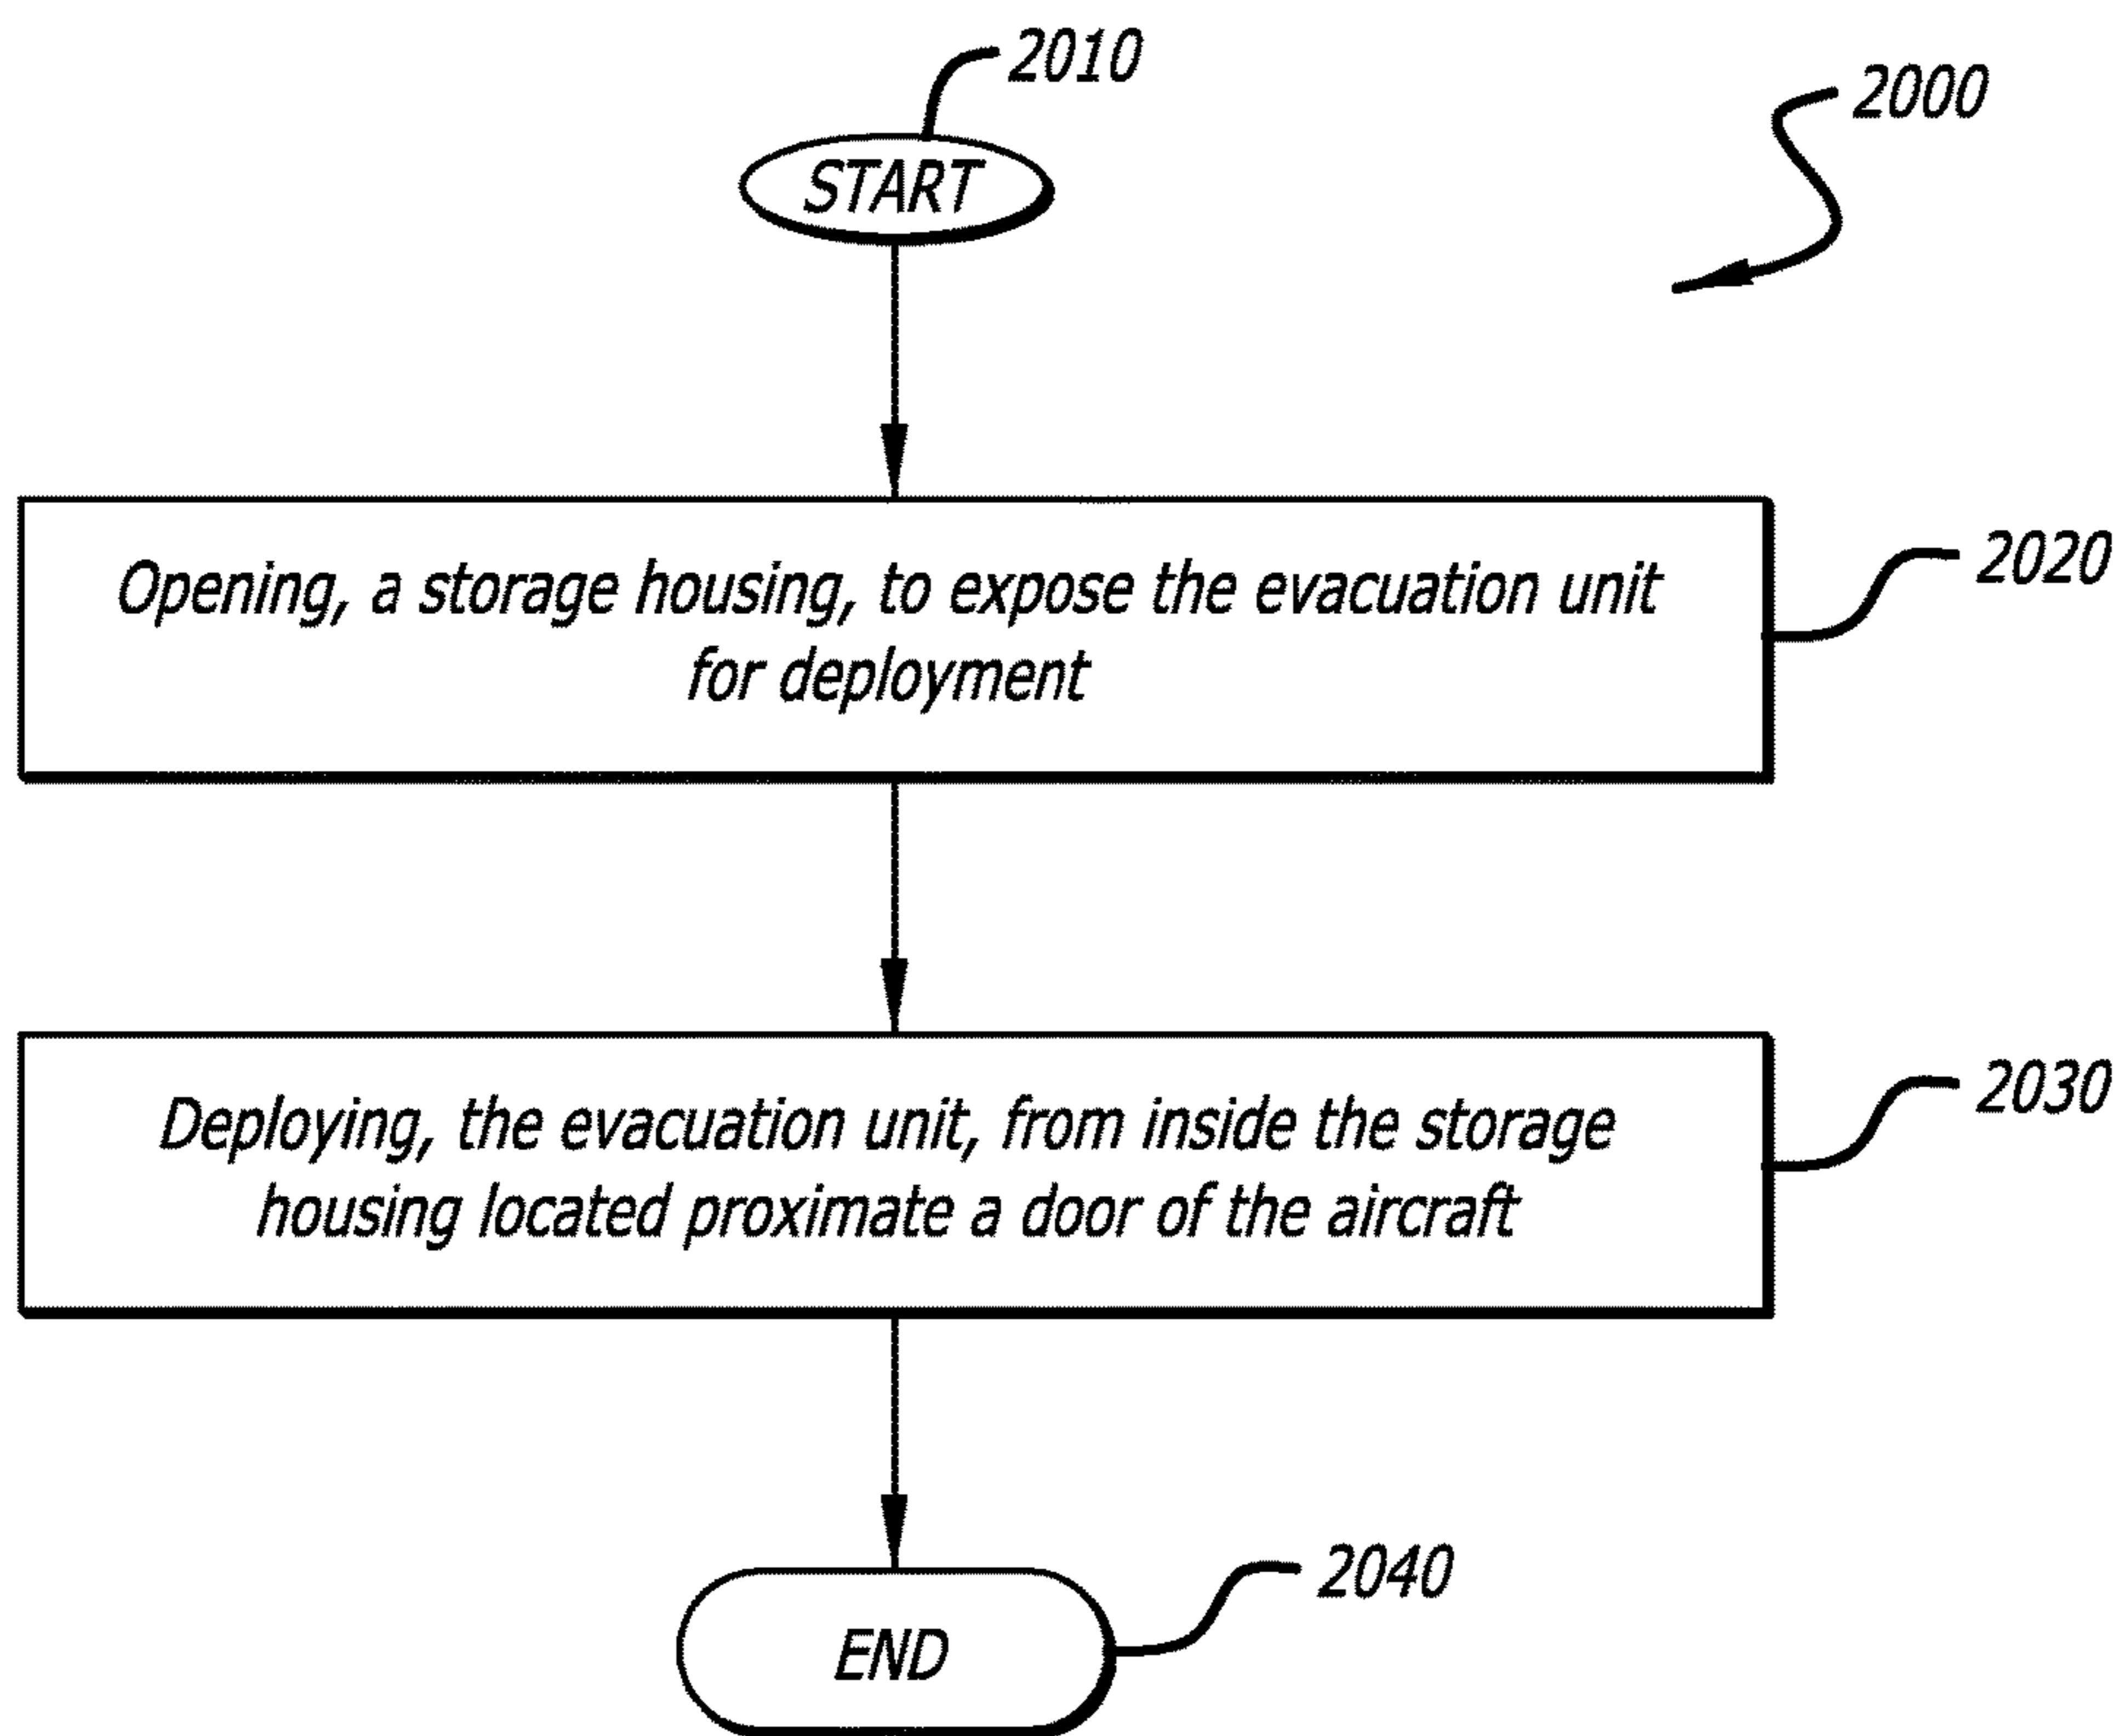 2010
2000
START
Opening, a storage housing, to expose the evacuation unit
for deployment
2020
Deploying, the evacuation unit, from inside the storage
housing located proximate a door of the aircraft
2030
2040
END